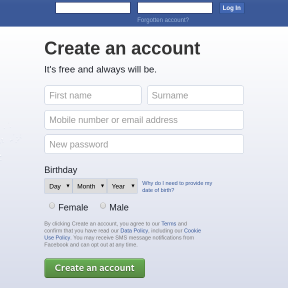 Log In
Forgotten account?
Create an account
It's free and always will be.
First name Surname
Mobile number or email address
New password
Birthday
Day Month Year Why do I need to provide my
date of birth?
Female Male
By clicking Create an account, you agree to our Terms and
confirm that you have read our Data Policy, including our Cookie
Use Policy. You may receive SMS message notifications from
Facebook and can opt out at any time.
Create an account